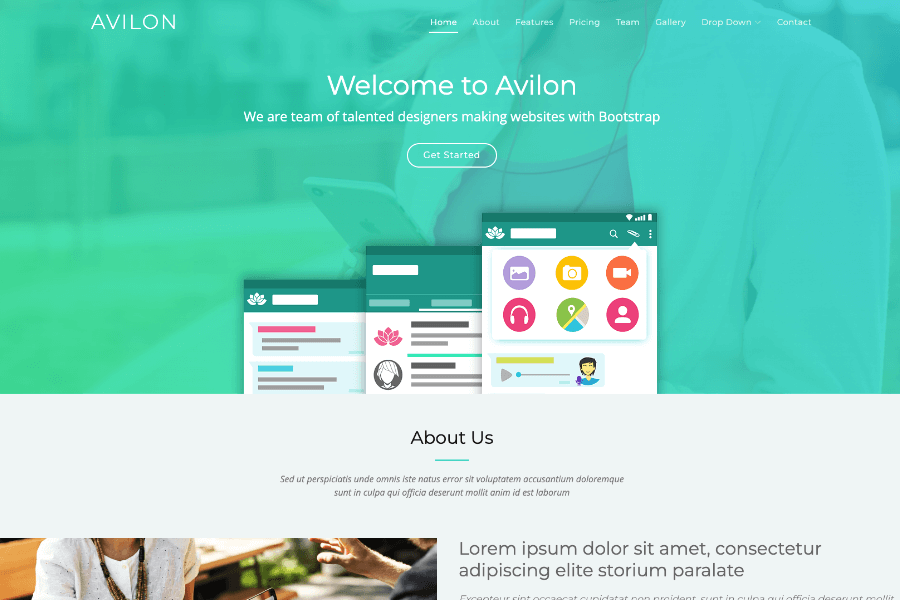 AVILON
Home About Features Pricing Team Gallery Drop Down Contact
Welcome to Avilon
We are team of talented designers making websites with Bootstrap
Get Started
About Us
Sed ut perspiciatis unde omnis iste natus error sit voluptatem accusantium doloremque
sunt in culpa qui officia deserunt mollit anim id est laborum
Lorem ipsum dolor sit amet, consectetur
adipiscing elite storium paralate
Excepteur sint occaecat cupidatat non proident, sunt in culpa qui officia deserunt mollit